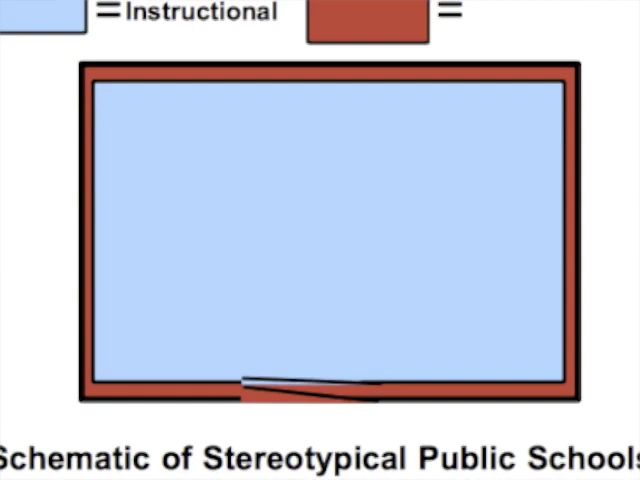 =Instructional =
Schematic of Stereotypical Public Schools